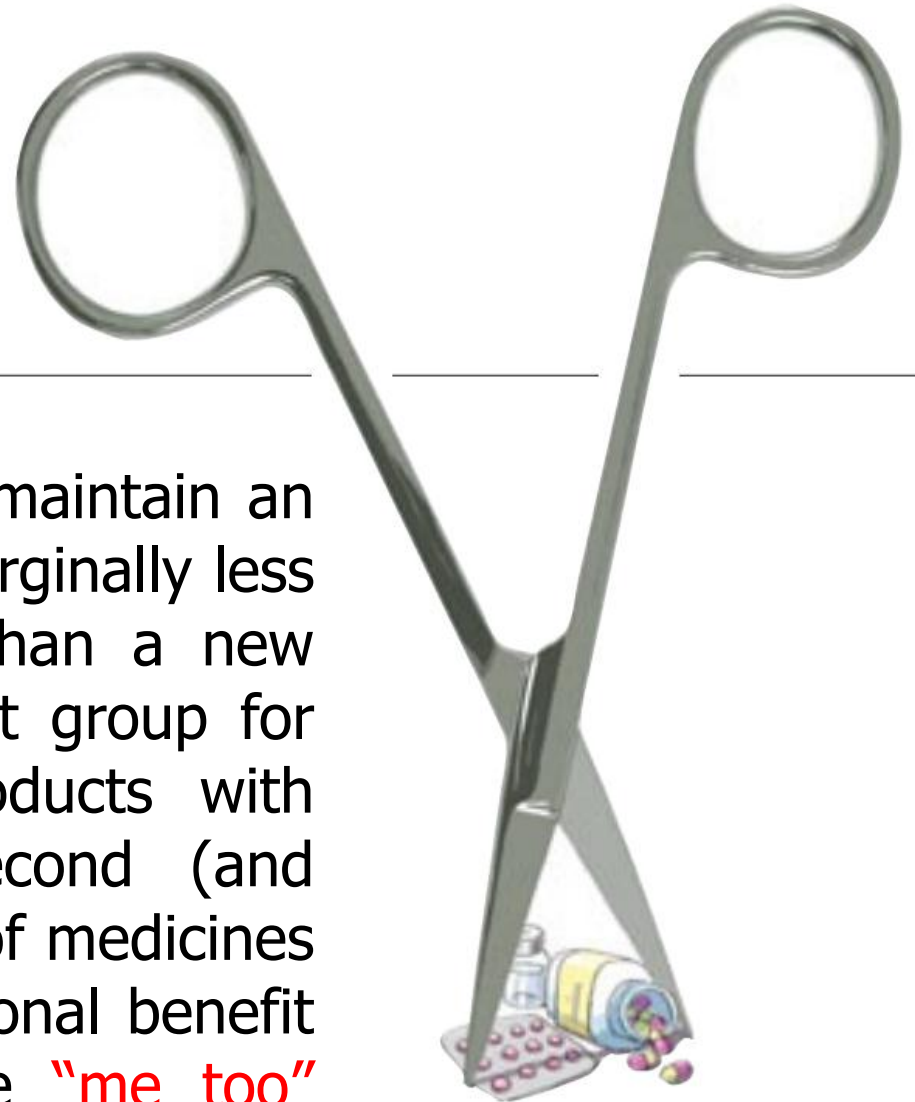 maintain an
rginally less
han a new
t group for
oducts with
econd (and
of medicines
onal benefit
e “me too”